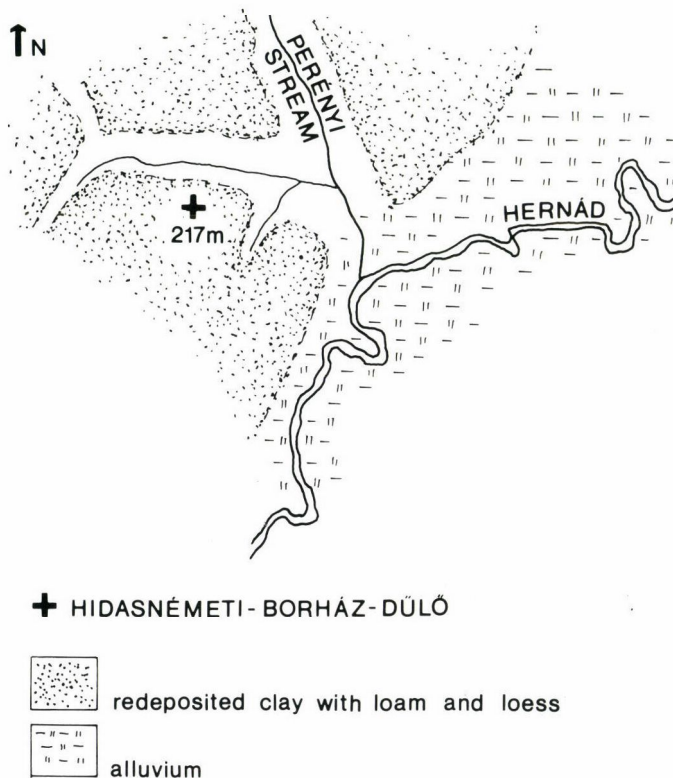 N
PERÉNYI
STREAM
HERNÁD
217m
HIDASNÉMETI-BORHÁZ-DŰLŐ
redeposited clay with loam and loess
alluvium